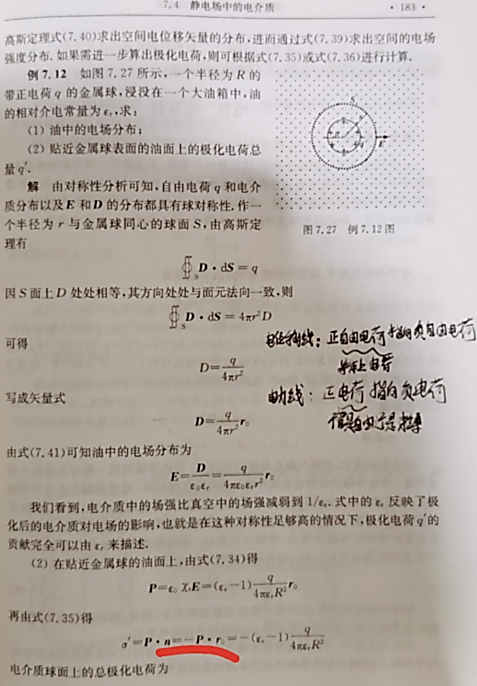 7.4 静电场中的电介质 · 183 ·
高斯定理式(7.40)求出空间电位移矢量的分布,进而通过式(7.39)求出空间的电场
强度分布.如果需进一步算出极化电荷,则可根据式(7.35)或式(7.36)进行计算.
例 7.12 如图 7.27 所示,一个半径为 R 的
带正电荷 q 的金属球,浸没在一个大油箱中,油
的相对介电常量为 εr,求:
(1) 油中的电场分布;
(2) 贴近金属球表面的油面上的极化电荷总
量 q′.
S
E
图 7.27 例 7.12 图
解 由对称性分析可知,自由电荷 q 和电介
质分布以及 E 和 D 的分布都具有球对称性.作一
个半径为 r 与金属球同心的球面 S,由高斯定
理有
∮S D · dS = q
因 S 面上 D 处处相等,其方向处处与面元法向一致,则
∮S D · dS = 4πr²D
可得
D = q/4πr²
写成矢量式
D = q/4πr² r₀
正自由电荷指向负自由电荷
正电荷指向负电荷
由式(7.41)可知油中的电场分布为
E = D/ε₀εr = q/4πε₀εr r² r₀
我们看到,电介质中的场强比真空中的场强减弱到 1/εr.式中的 εr 反映了极
化后的电介质对电场的影响,也就是在这种对称性足够高的情况下,极化电荷 q′的
贡献完全可以由 εr 来描述.
(2) 在贴近金属球的油面上,由式(7.34)得
P = ε₀ χe E = (εr − 1) q/4πεr R² r₀
再由式(7.35)得
σ′ = P · n = −P · r₀ = −(εr − 1) q/4πεr R²
电介质球面上的总极化电荷为